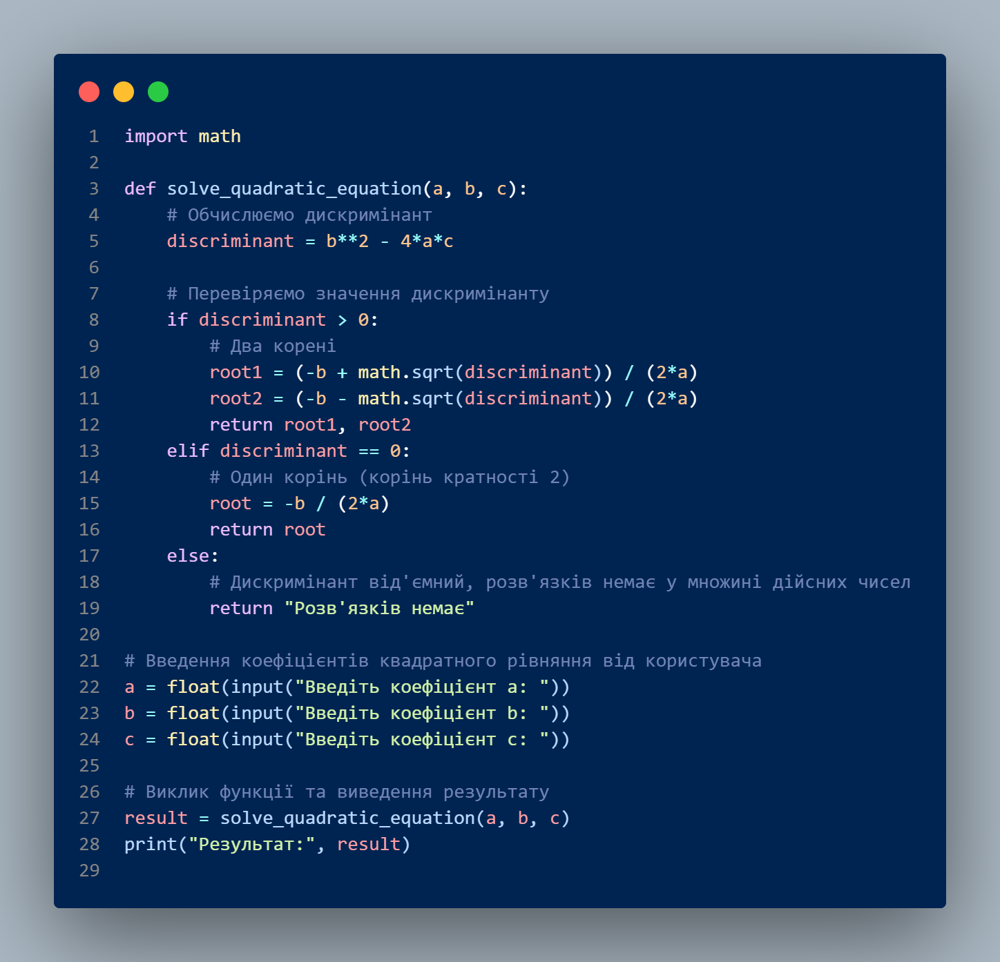 1 import math
2
3 def solve_quadratic_equation(a, b, c):
4     # Обчислюємо дискримінант
5     discriminant = b**2 - 4*a*c
6
7     # Перевіряємо значення дискримінанту
8     if discriminant > 0:
9         # Два корені
10         root1 = (-b + math.sqrt(discriminant)) / (2*a)
11         root2 = (-b - math.sqrt(discriminant)) / (2*a)
12         return root1, root2
13     elif discriminant == 0:
14         # Один корінь (корінь кратності 2)
15         root = -b / (2*a)
16         return root
17     else:
18         # Дискримінант від'ємний, розв'язків немає у множині дійсних чисел
19         return "Розв'язків немає"
20
21 # Введення коефіцієнтів квадратного рівняння від користувача
22 a = float(input("Введіть коефіцієнт a: "))
23 b = float(input("Введіть коефіцієнт b: "))
24 c = float(input("Введіть коефіцієнт c: "))
25
26 # Виклик функції та виведення результату
27 result = solve_quadratic_equation(a, b, c)
28 print("Результат:", result)
29